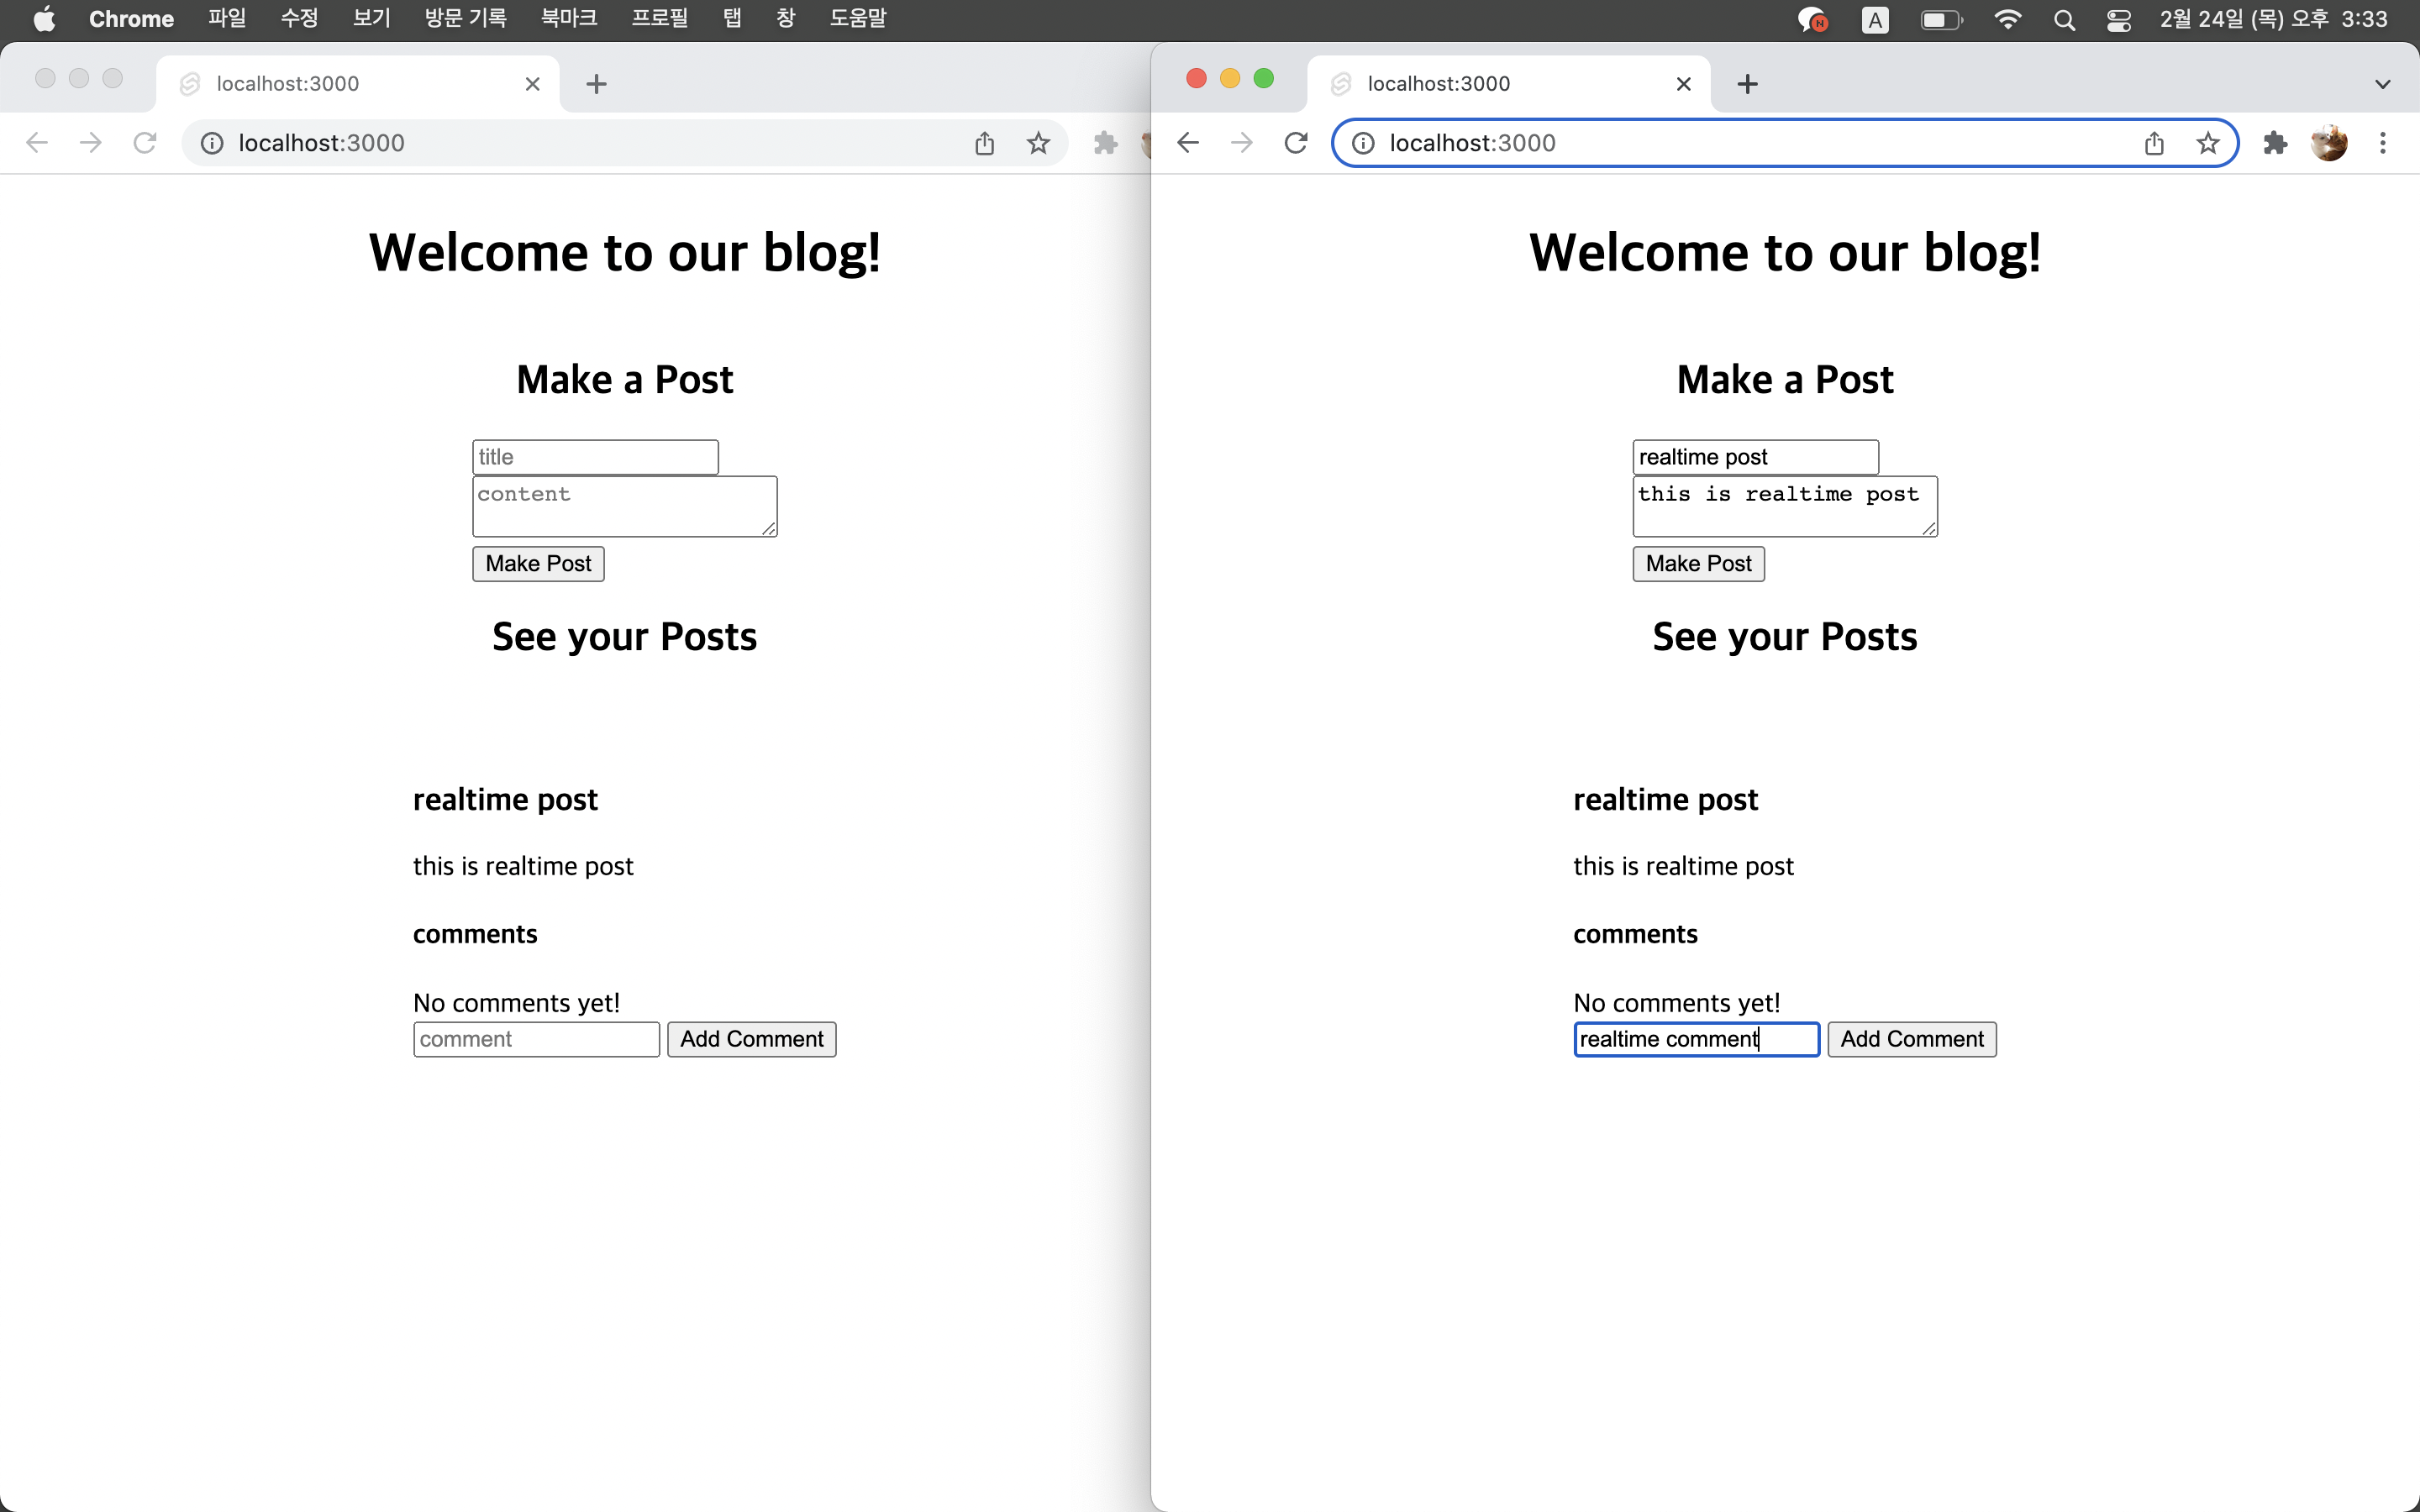 Chrome 파일 수정 보기 방문 기록 북마크 프로필 탭 창 도움말 N A 2월 24일 (목) 오후 3:33
localhost:3000
localhost:3000
Welcome to our blog!
Make a Post
title
content
Make Post
See your Posts
realtime post
this is realtime post
comments
No comments yet!
comment Add Comment
localhost:3000
localhost:3000
Welcome to our blog!
Make a Post
realtime post
this is realtime post
Make Post
See your Posts
realtime post
this is realtime post
comments
No comments yet!
realtime comment Add Comment